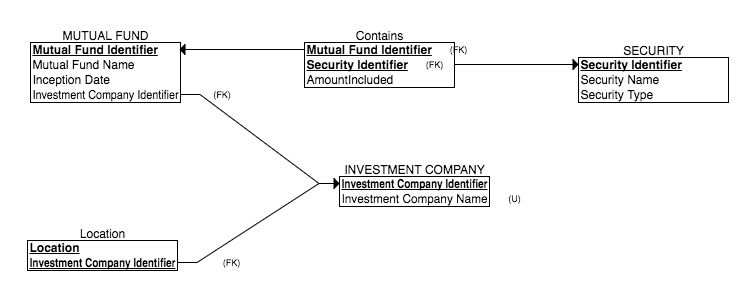 MUTUAL FUND
Mutual Fund Identifier
Mutual Fund Name
Inception Date
Investment Company Identifier (FK)
Contains
Mutual Fund Identifier (FK)
Security Identifier (FK)
AmountIncluded
SECURITY
Security Identifier
Security Name
Security Type
INVESTMENT COMPANY
Investment Company Identifier
Investment Company Name (U)
Location
Location
Investment Company Identifier (FK)